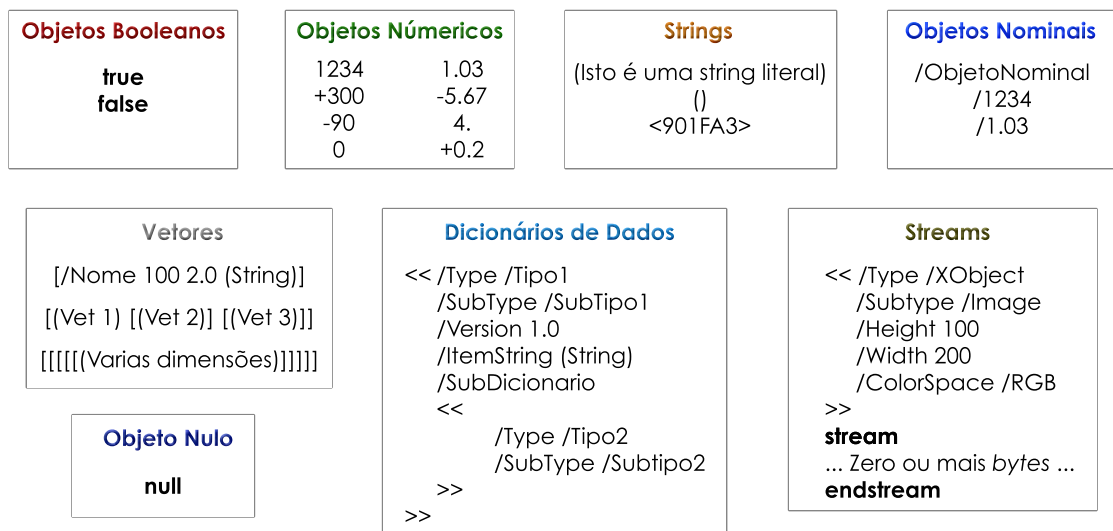 Objetos Booleanos
true
false
Objetos Númericos
1234 1.03
+300 -5.67
-90 4.
0 +0.2
Strings
(Isto é uma string literal)
()
<901FA3>
Objetos Nominais
/ObjetoNominal
/1234
/1.03
Vetores
[/Nome 100 2.0 (String)]
[(Vet 1) [(Vet 2)] [(Vet 3)]]
[[[[[(Varias dimensões)]]]]]
Objeto Nulo
null
Dicionários de Dados
<< /Type /Tipo1
/SubType /SubTipo1
/Version 1.0
/ItemString (String)
/SubDicionario
<<
/Type /Tipo2
/SubType /Subtipo2
>>
>>
Streams
<< /Type /XObject
/Subtype /Image
/Height 100
/Width 200
/ColorSpace /RGB
>>
stream
... Zero ou mais bytes ...
endstream